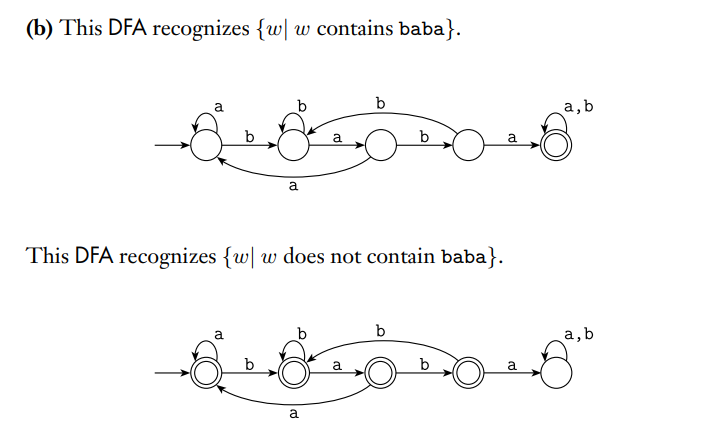 (b) This DFA recognizes {w| w contains baba}.
a b b a,b
b a b a
a
This DFA recognizes {w| w does not contain baba}.
a b b a,b
b a b a
a